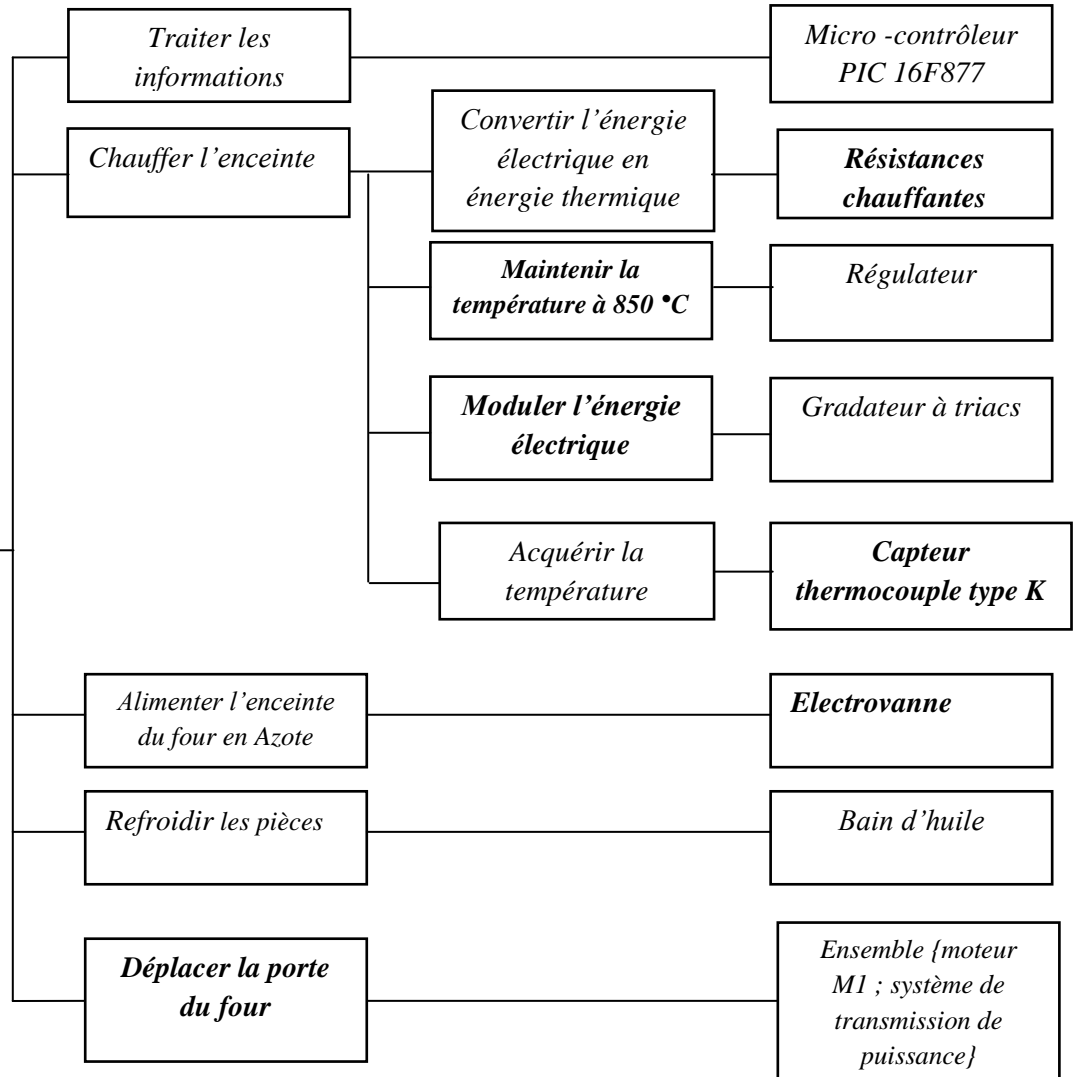 Traiter les
informations
Micro -contrôleur
PIC 16F877
Chauffer l’enceinte
Convertir l’énergie
électrique en
énergie thermique
Résistances
chauffantes
Maintenir la
température à 850 °C
Régulateur
Moduler l’énergie
électrique
Gradateur à triacs
Acquérir la
température
Capteur
thermocouple type K
Alimenter l’enceinte
du four en Azote
Electrovanne
Refroidir les pièces
Bain d’huile
Déplacer la porte
du four
Ensemble {moteur
M1 ; système de
transmission de
puissance}